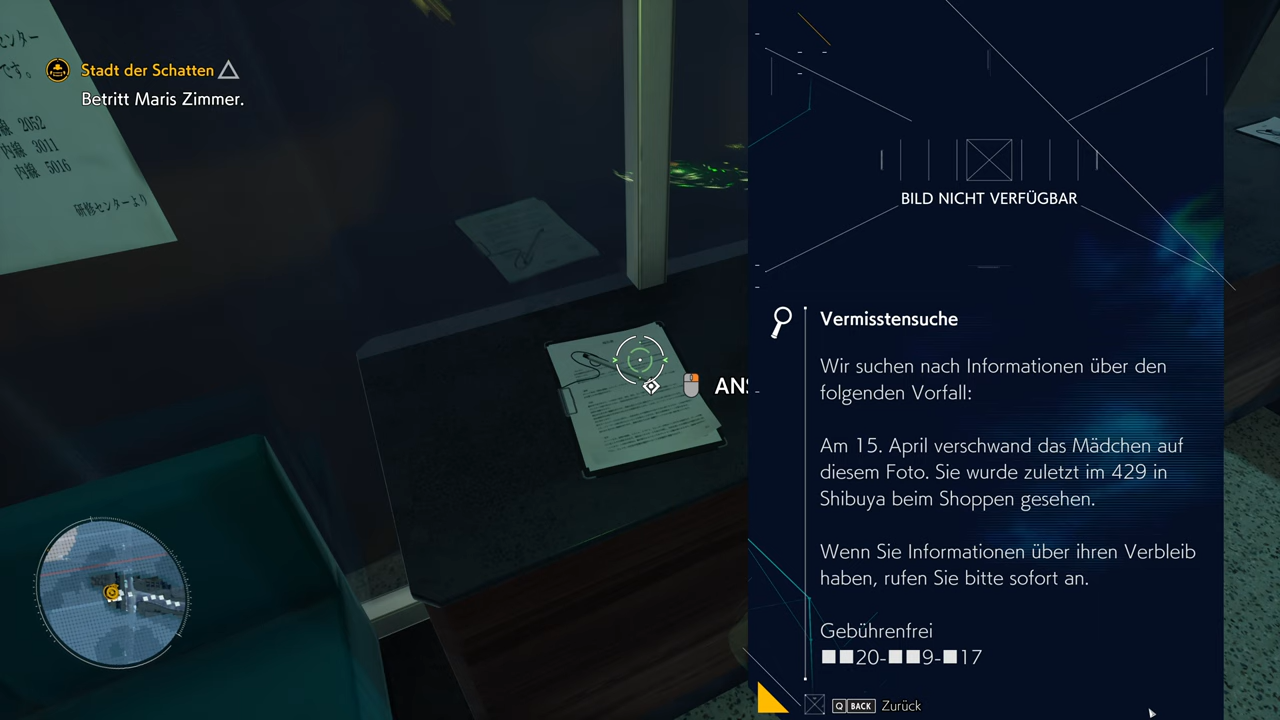 センター
です。
内線 2052
内線 3011
内線 5016
研修センターより
Stadt der Schatten
Betritt Maris Zimmer.
ANS
BILD NICHT VERFÜGBAR
Vermisstensuche
Wir suchen nach Informationen über den
folgenden Vorfall:
Am 15. April verschwand das Mädchen auf
diesem Foto. Sie wurde zuletzt im 429 in
Shibuya beim Shoppen gesehen.
Wenn Sie Informationen über ihren Verbleib
haben, rufen Sie bitte sofort an.
Gebührenfrei
■■20-■■9-■17
Q BACK Zurück